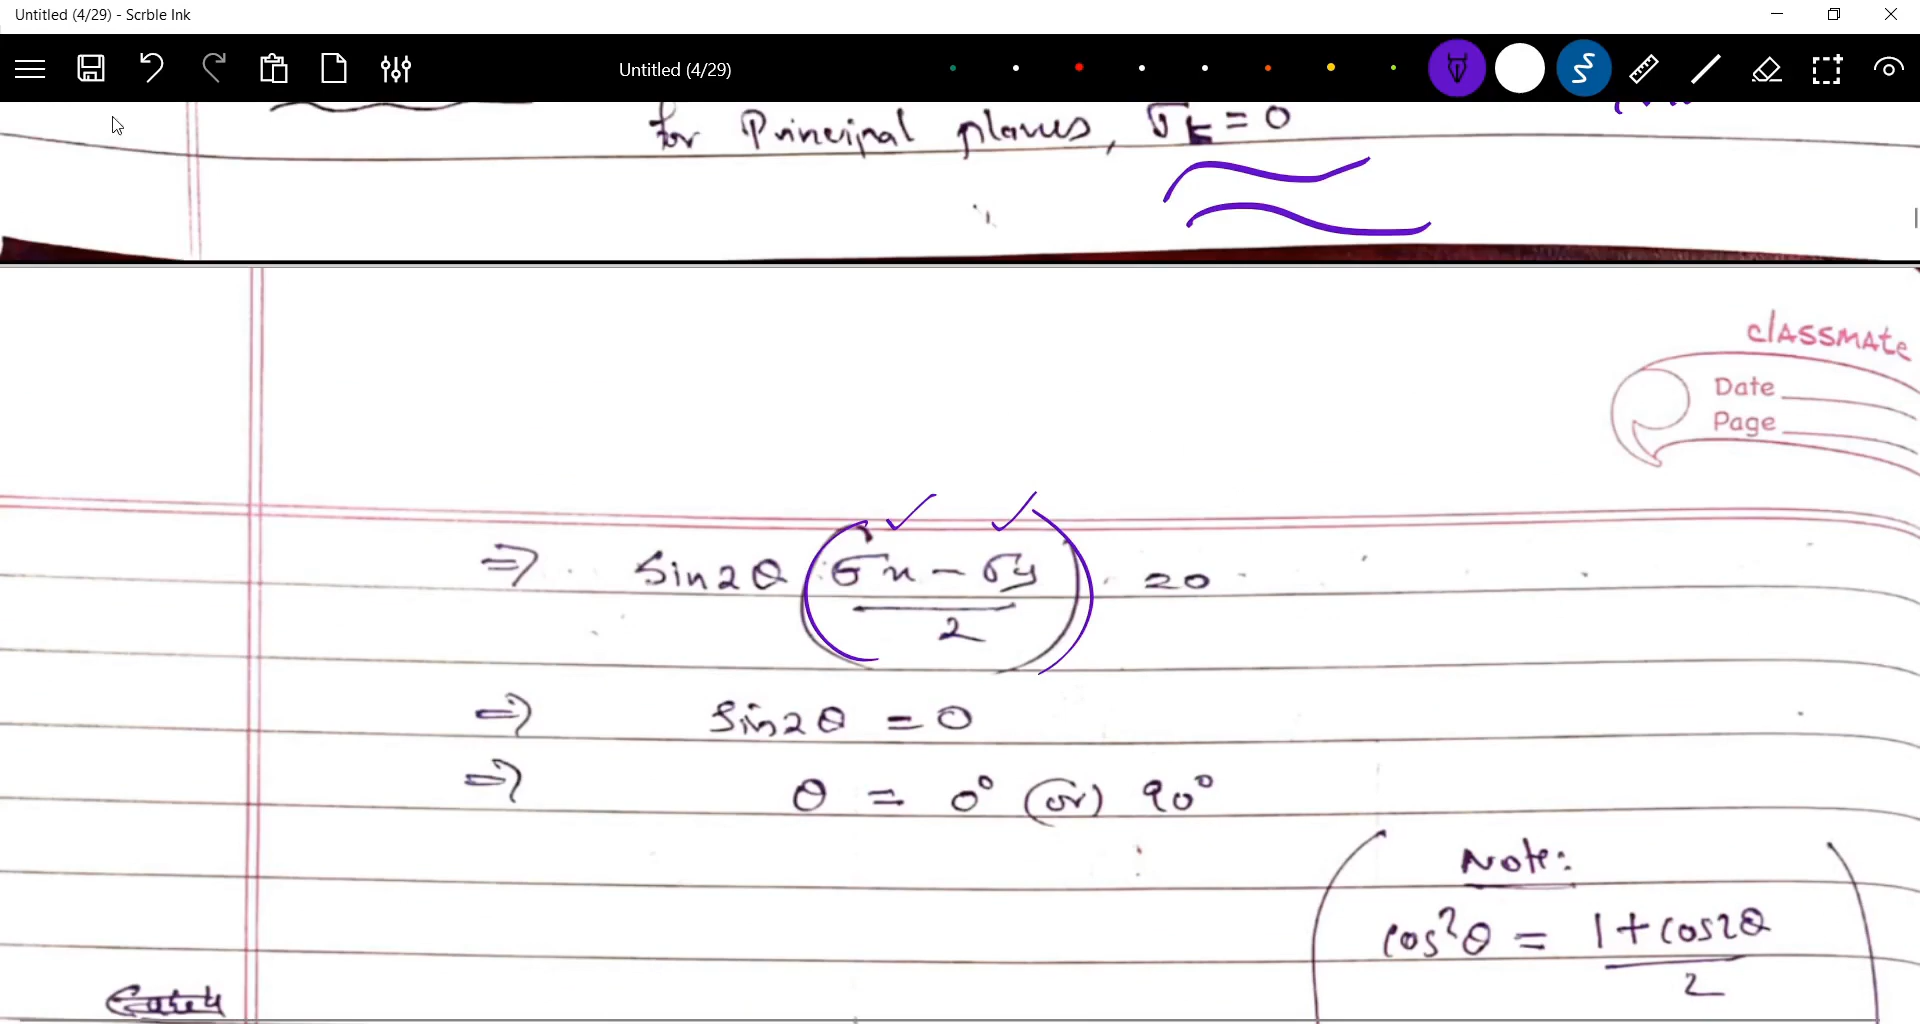 Untitled (4/29) - Scrble Ink
Untitled (4/29)
for Principal planes, σt = 0
classmate
Date
Page
⇒ Sin2θ (σx - σy / 2) = 0
⇒ Sin2θ = 0
⇒ θ = 0° (or) 90°
Note:
cos²θ = 1 + cos2θ / 2